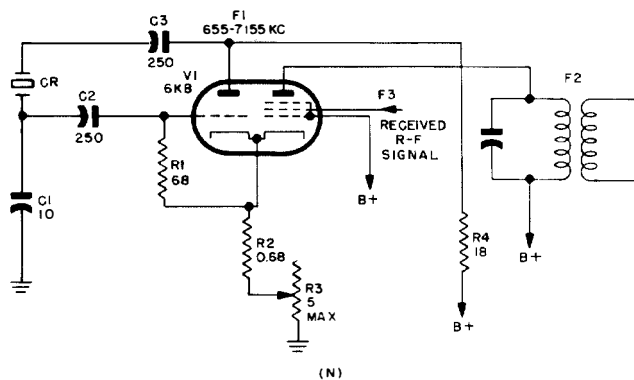 F1
655-7155 KC
C3
250
V1
6K8
CR
C2
250
F2
F3
RECEIVED
R-F
SIGNAL
R1
68
C1
10
B+
B+
R2
0.68
R4
18
R3
5
MAX
B+
(N)